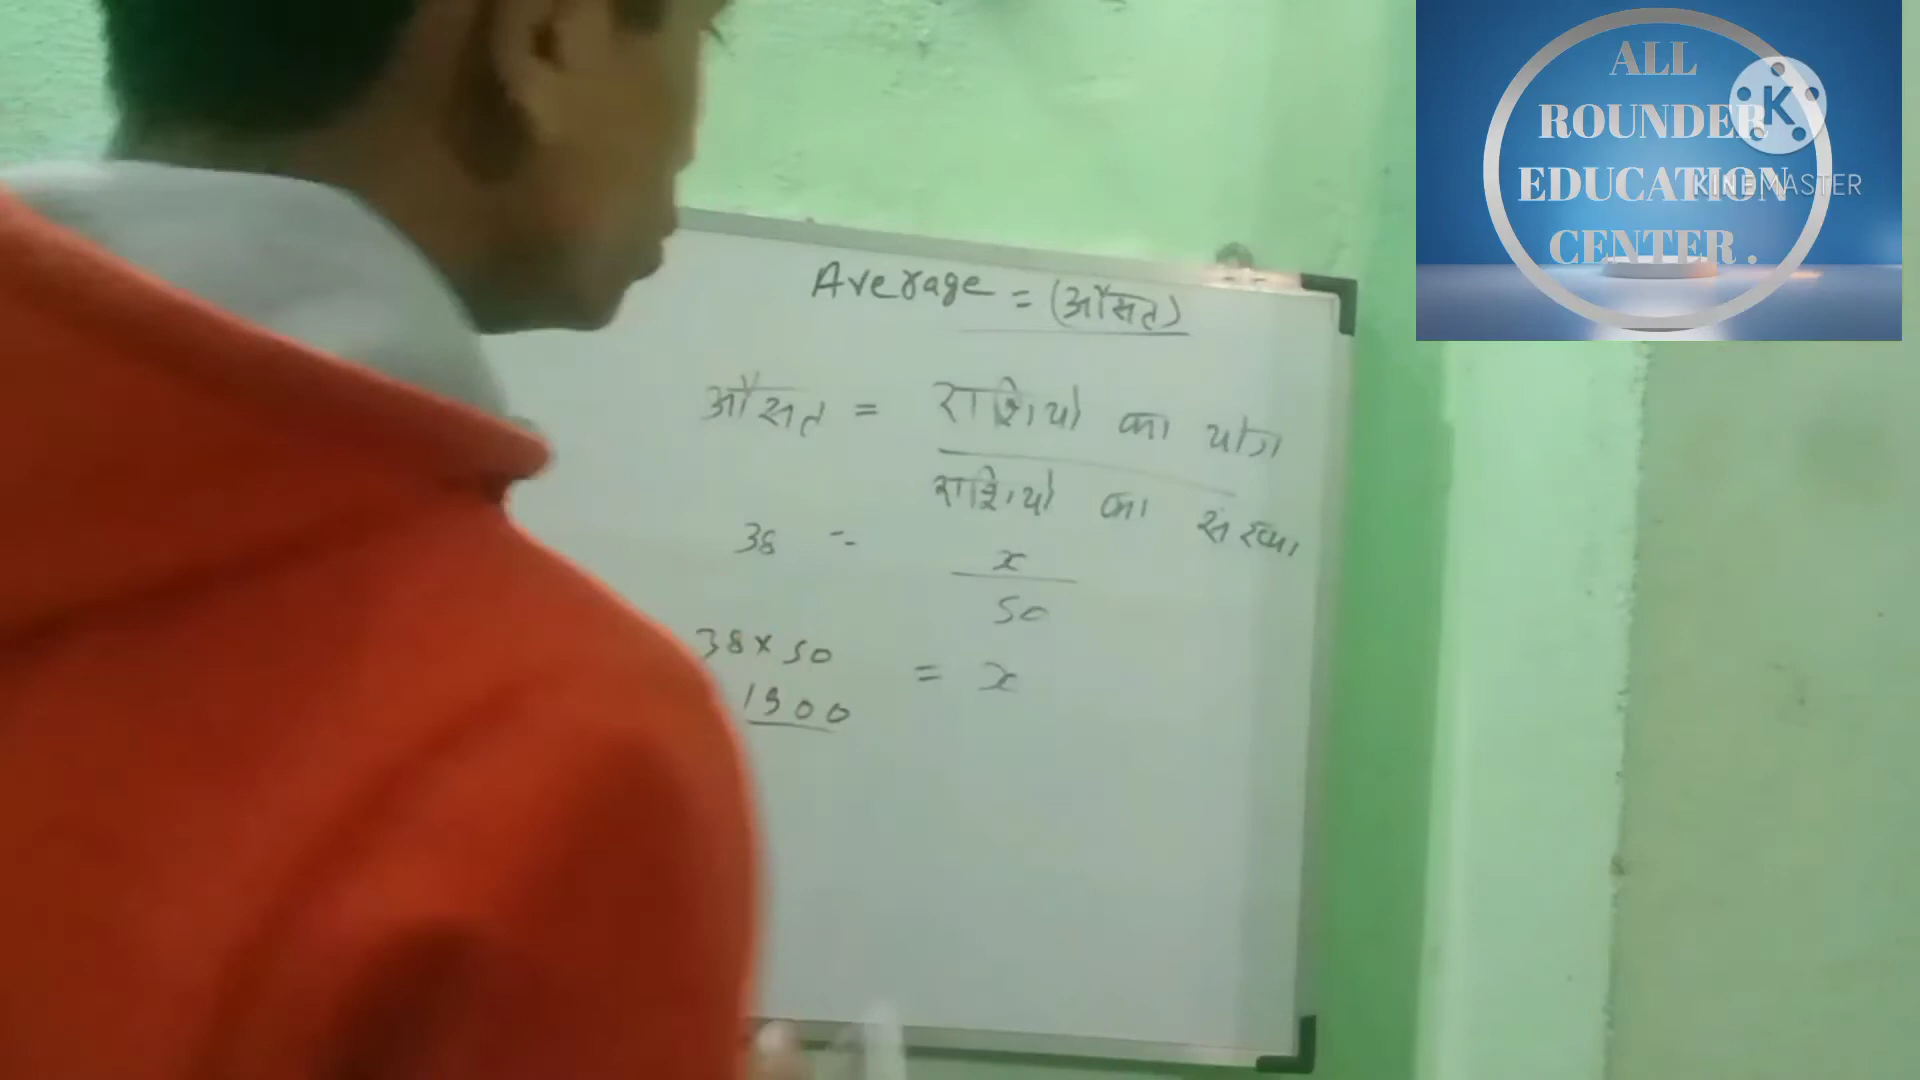 Average = (औसत)
औसत = राशियो का योग
राशियो का संख्या
38 = x
50
38 x 50 = x
1900
ALL
ROUNDER
EDUCATION
CENTER .
K
KINEMASTER